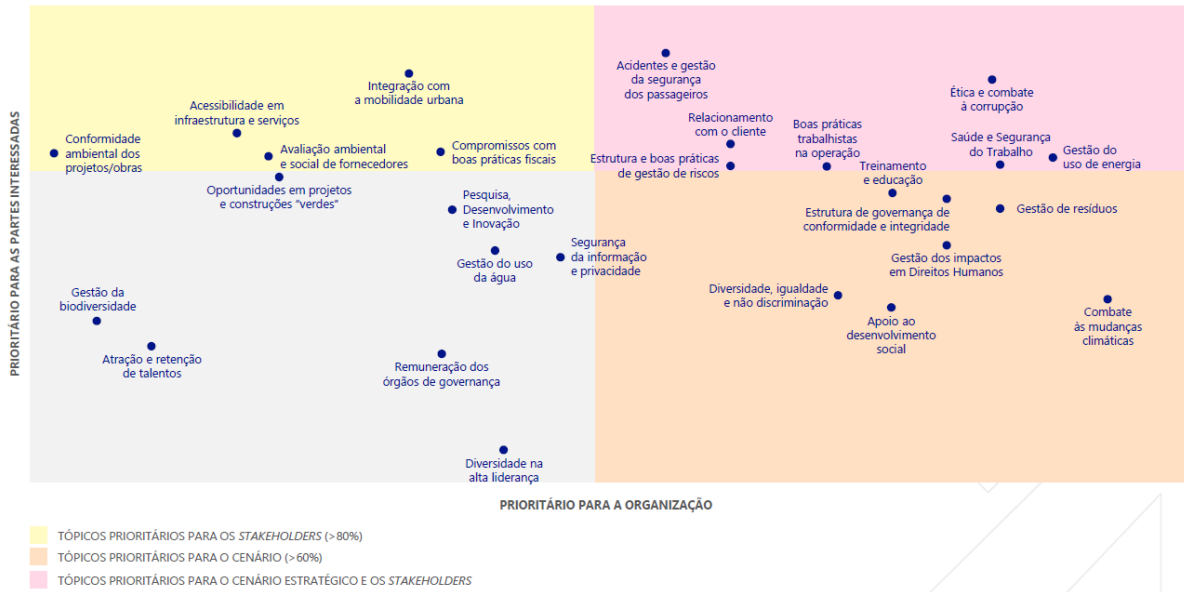 PRIORITÁRIO PARA AS PARTES INTERESSADAS
Integração com
a mobilidade urbana
Acessibilidade em
infraestrutura e serviços
Conformidade
ambiental dos
projetos/obras
Avaliação ambiental
e social de fornecedores
Compromissos com
boas práticas fiscais
Oportunidades em projetos
e construções “verdes”
Acidentes e gestão
da segurança
dos passageiros
Ética e combate
à corrupção
Relacionamento
com o cliente
Boas práticas
trabalhistas
na operação
Saúde e Segurança
do Trabalho
Gestão do
uso de energia
Estrutura e boas práticas
de gestão de riscos
Treinamento
e educação
Pesquisa,
Desenvolvimento
e Inovação
Gestão do uso
da água
Segurança
da informação
e privacidade
Gestão da
biodiversidade
Atração e retenção
de talentos
Remuneração dos
órgãos de governança
Diversidade na
alta liderança
Estrutura de governança de
conformidade e integridade
Gestão de resíduos
Gestão dos impactos
em Direitos Humanos
Diversidade, igualdade
e não discriminação
Apoio ao
desenvolvimento
social
Combate
às mudanças
climáticas
PRIORITÁRIO PARA A ORGANIZAÇÃO
TÓPICOS PRIORITÁRIOS PARA OS STAKEHOLDERS (>80%)
TÓPICOS PRIORITÁRIOS PARA O CENÁRIO (>60%)
TÓPICOS PRIORITÁRIOS PARA O CENÁRIO ESTRATÉGICO E OS STAKEHOLDERS